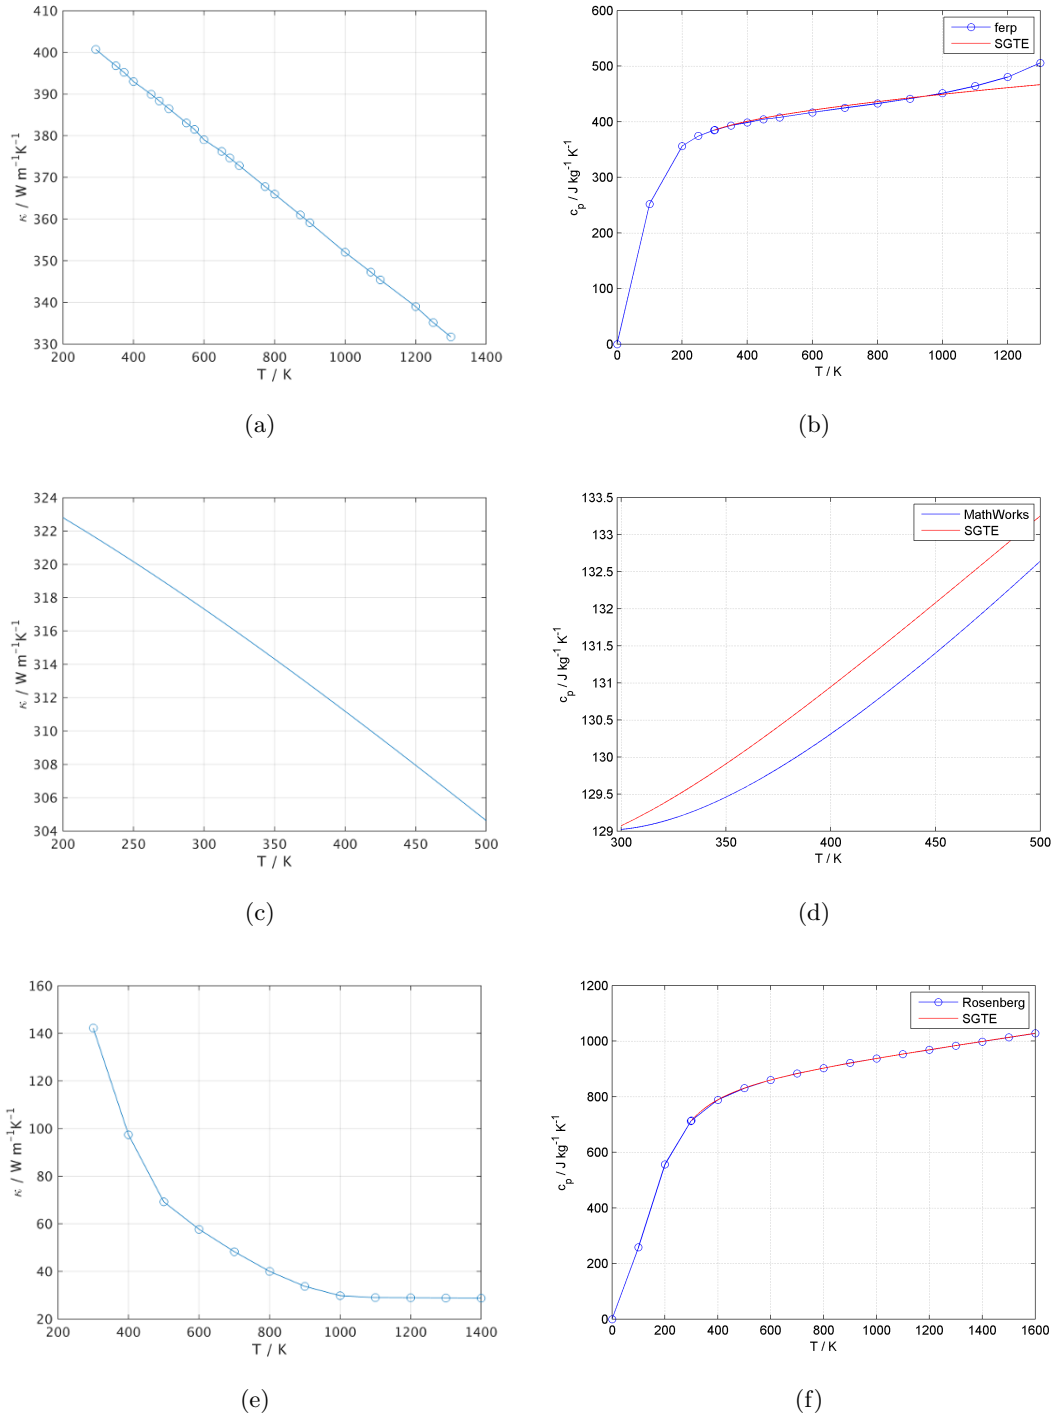 410
400
390
380
370
360
350
340
330
κ / W m⁻¹K⁻¹
200 400 600 800 1000 1200 1400
T / K
(a)
600
500
400
300
200
100
0
c_p / J kg⁻¹ K⁻¹
ferp
SGTE
0 200 400 600 800 1000 1200
T / K
(b)
324
322
320
318
316
314
312
310
308
306
304
κ / W m⁻¹K⁻¹
200 250 300 350 400 450 500
T / K
(c)
133.5
133
132.5
132
131.5
131
130.5
130
129.5
129
c_p / J kg⁻¹ K⁻¹
MathWorks
SGTE
300 350 400 450 500
T / K
(d)
160
140
120
100
80
60
40
20
κ / W m⁻¹K⁻¹
200 400 600 800 1000 1200 1400
T / K
(e)
1200
1000
800
600
400
200
0
c_p / J kg⁻¹ K⁻¹
Rosenberg
SGTE
0 200 400 600 800 1000 1200 1400 1600
T / K
(f)